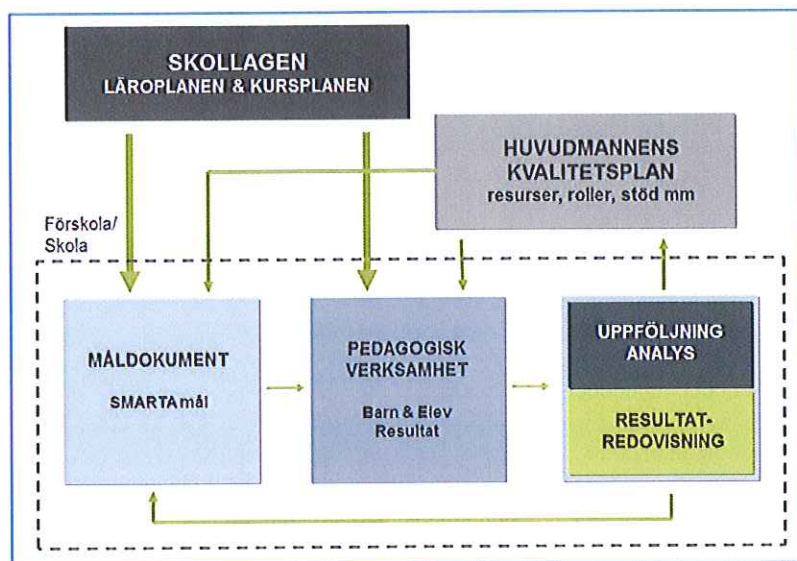 SKOLLAGEN
LÄROPLANEN & KURSPLANEN
HUVUDMANNENS
KVALITETSPLAN
resurser, roller, stöd mm
Förskola/
Skola
MÅLDOKUMENT
SMARTA mål
PEDAGOGISK
VERKSAMHET
Barn & Elev
Resultat
UPPFÖLJNING
ANALYS
RESULTAT-
REDOVISNING